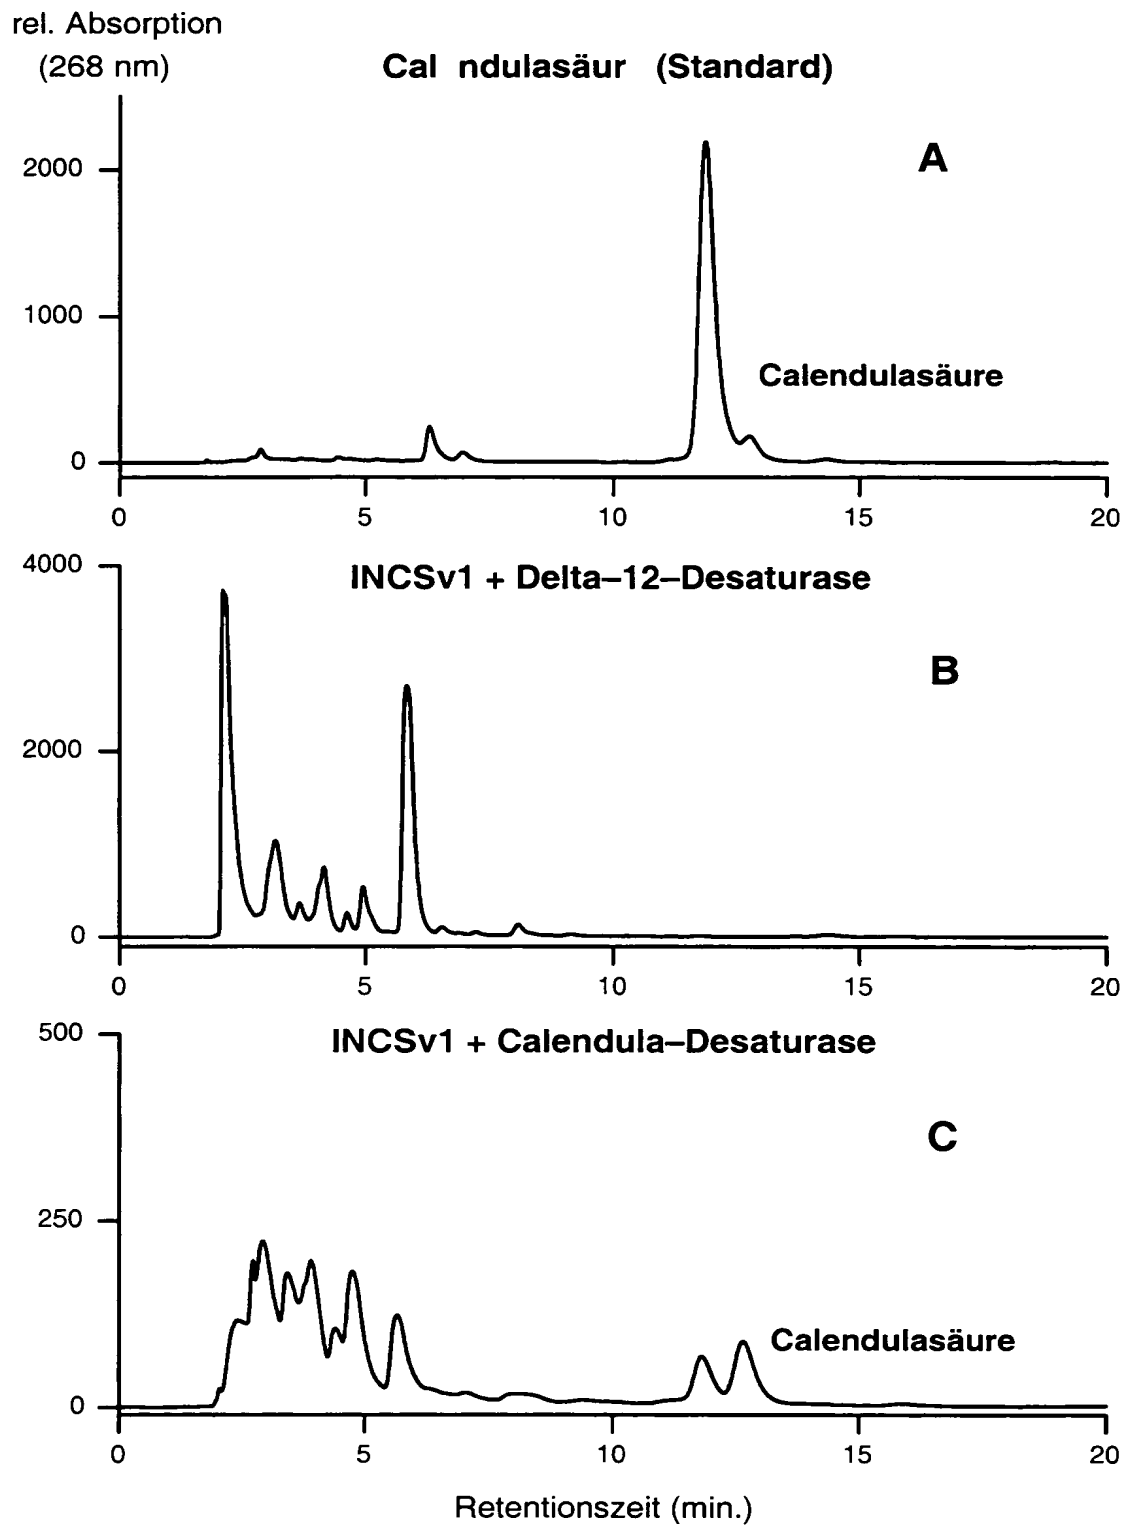 rel. Absorption
(268 nm)
Cal ndulasäur (Standard)
A
2000
1000
0
Calendulasäure
0 5 10 15 20
INCSv1 + Delta–12–Desaturase
B
4000
2000
0
0 5 10 15 20
INCSv1 + Calendula–Desaturase
C
500
250
0
Calendulasäure
0 5 10 15 20
Retentionszeit (min.)